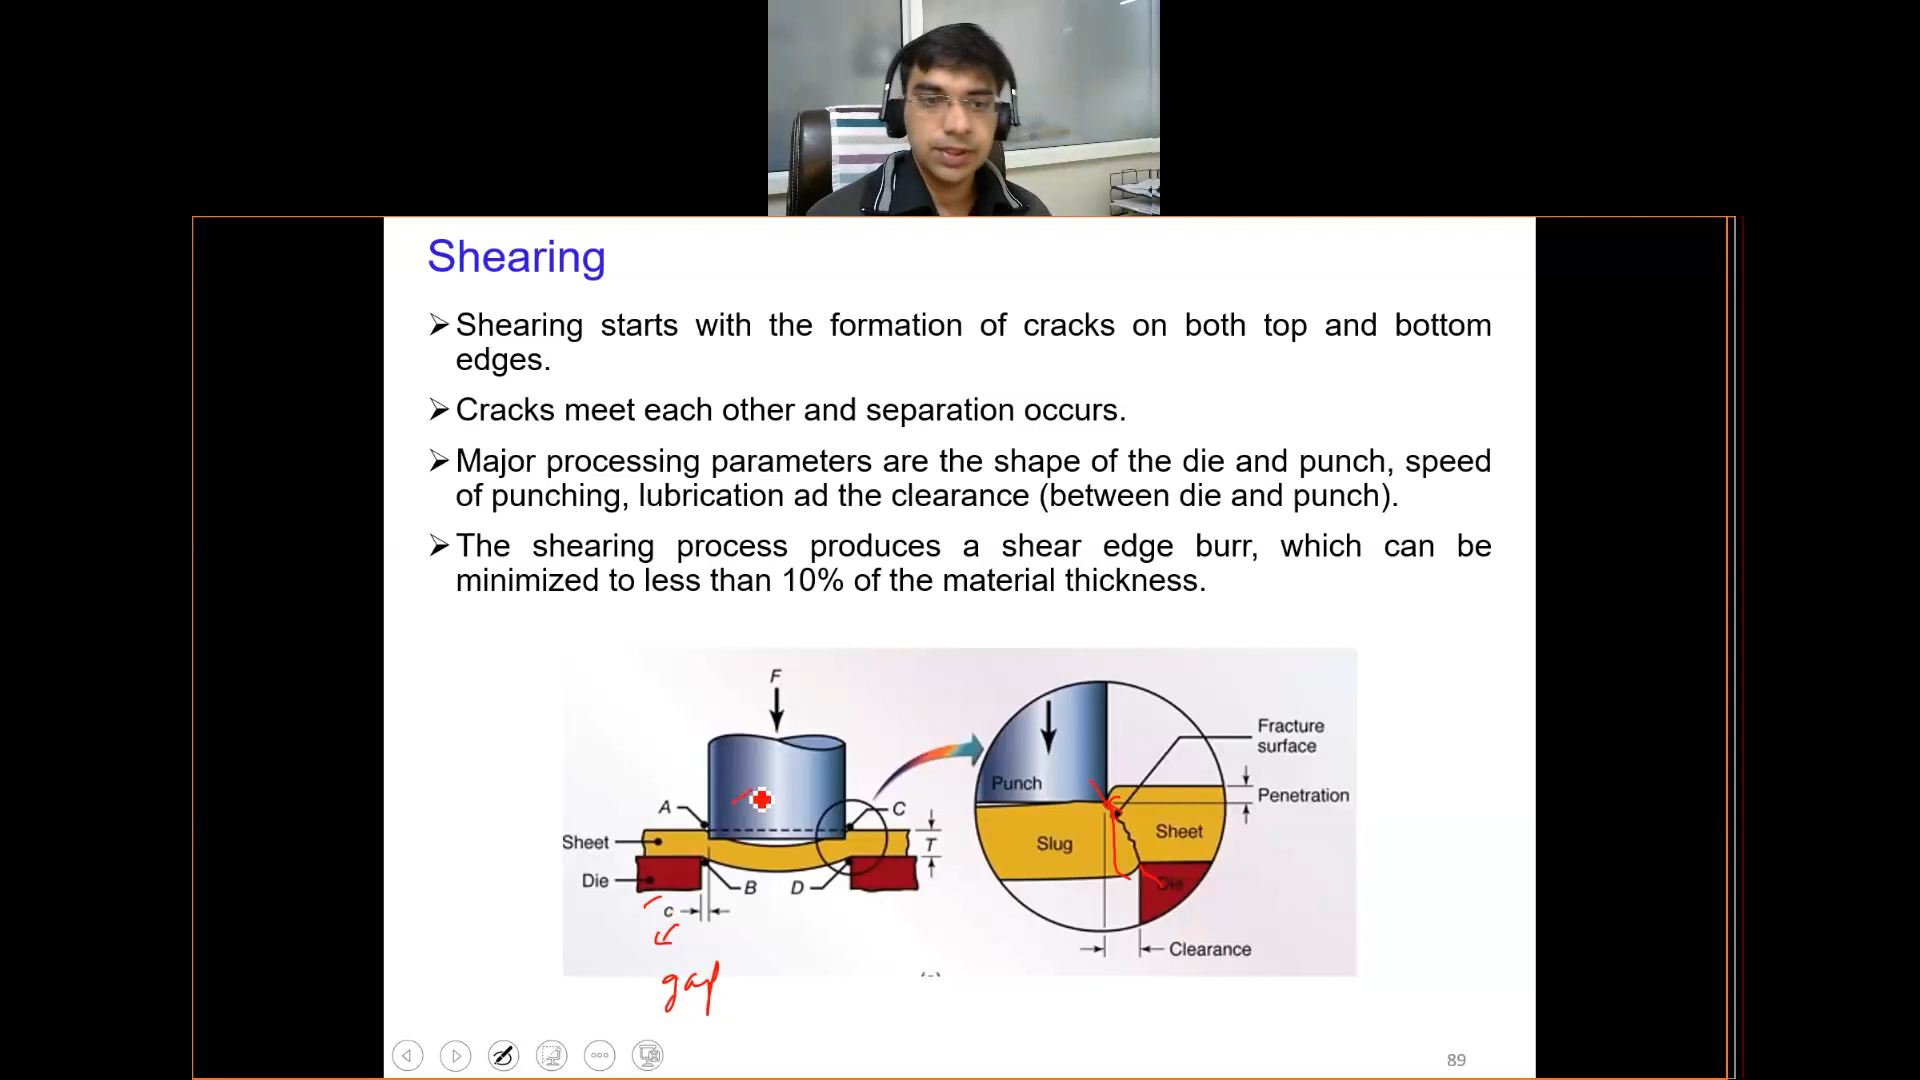 Shearing
Shearing starts with the formation of cracks on both top and bottom
edges.
Cracks meet each other and separation occurs.
Major processing parameters are the shape of the die and punch, speed
of punching, lubrication ad the clearance (between die and punch).
The shearing process produces a shear edge burr, which can be
minimized to less than 10% of the material thickness.
F
A
C
Sheet
T
Die
B
D
c
gap
Punch
Slug
Sheet
Die
Fracture
surface
Penetration
Clearance
89